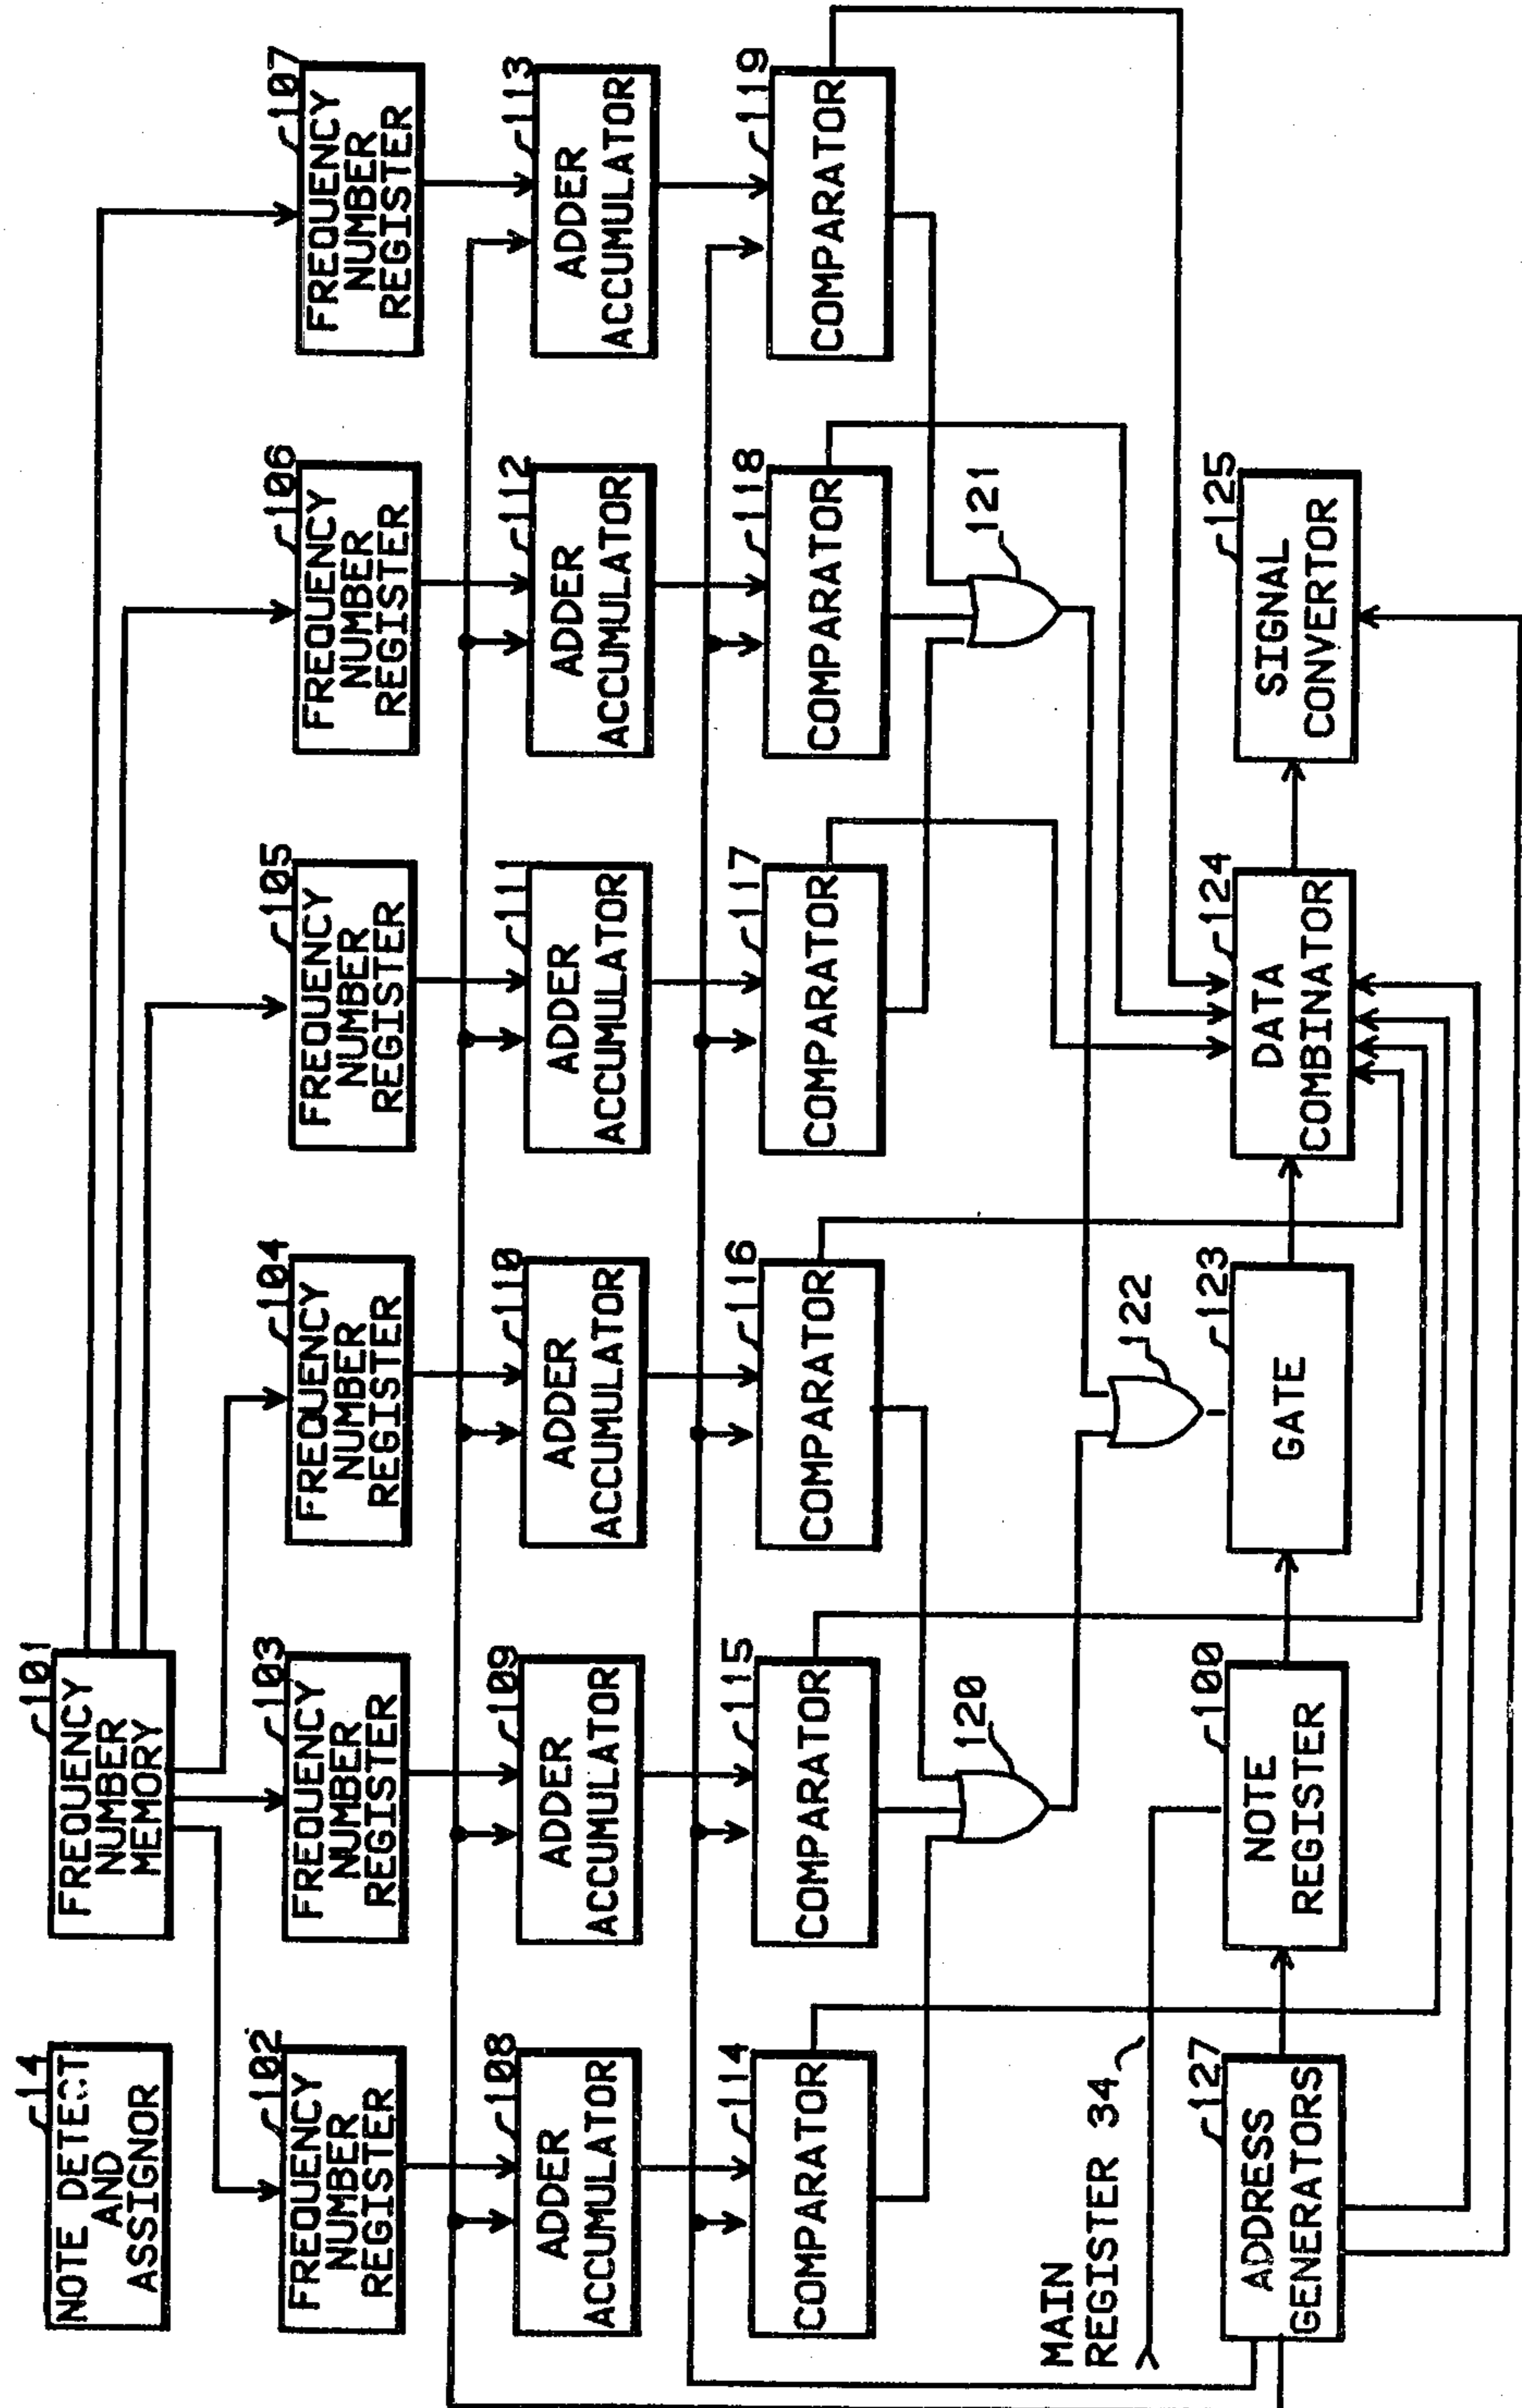 14
NOTE DETECT
AND
ASSIGNOR
101
FREQUENCY
NUMBER
MEMORY
102
FREQUENCY
NUMBER
REGISTER
103
FREQUENCY
NUMBER
REGISTER
104
FREQUENCY
NUMBER
REGISTER
105
FREQUENCY
NUMBER
REGISTER
106
FREQUENCY
NUMBER
REGISTER
107
FREQUENCY
NUMBER
REGISTER
108
ADDER
ACCUMULATOR
109
ADDER
ACCUMULATOR
110
ADDER
ACCUMULATOR
111
ADDER
ACCUMULATOR
112
ADDER
ACCUMULATOR
113
ADDER
ACCUMULATOR
114
COMPARATOR
115
COMPARATOR
116
COMPARATOR
117
COMPARATOR
118
COMPARATOR
119
COMPARATOR
120
121
122
MAIN
REGISTER 34
127
ADDRESS
GENERATORS
100
NOTE
REGISTER
123
GATE
124
DATA
COMBINATOR
125
SIGNAL
CONVERTOR